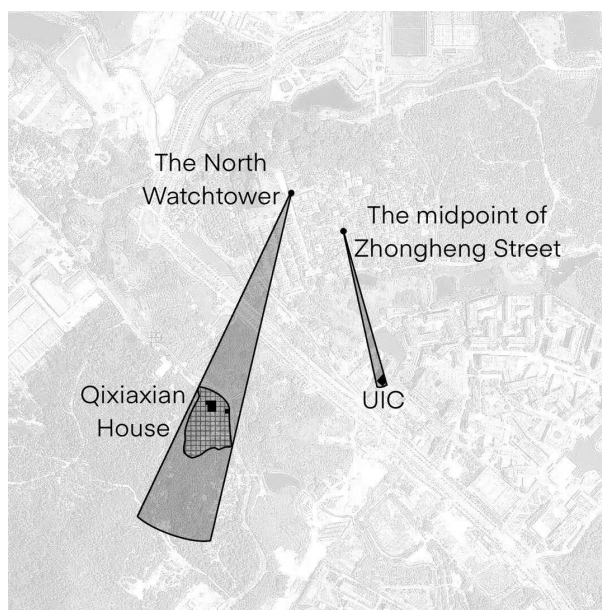 The North
Watchtower
The midpoint of
Zhongheng Street
Qixiaxian
House
UIC